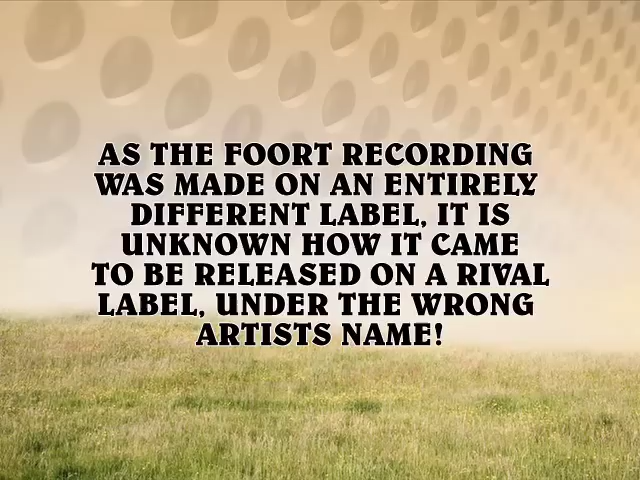 AS THE FOORT RECORDING
WAS MADE ON AN ENTIRELY
DIFFERENT LABEL, IT IS
UNKNOWN HOW IT CAME
TO BE RELEASED ON A RIVAL
LABEL, UNDER THE WRONG
ARTISTS NAME!